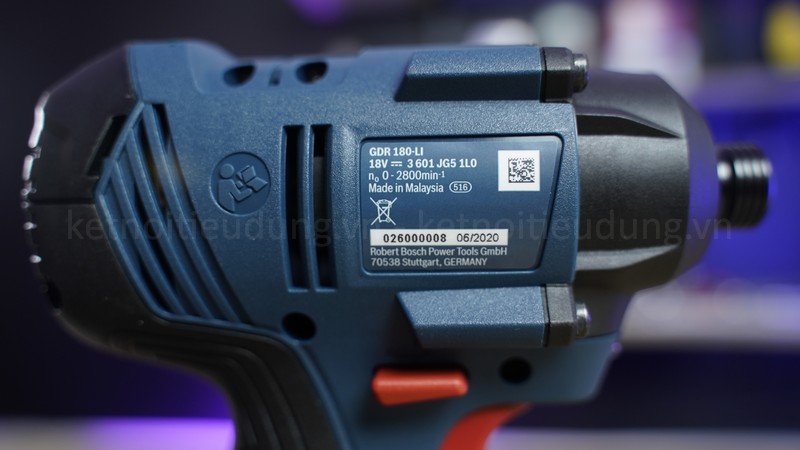 GDR 180-LI
18V ⎓ 3 601 JG5 1L0
n₀ 0 - 2800min-1
Made in Malaysia 516
026000008 06/2020
Robert Bosch Power Tools GmbH
70538 Stuttgart, GERMANY
ketnoitieudung.vn ketnoitieudung.vn